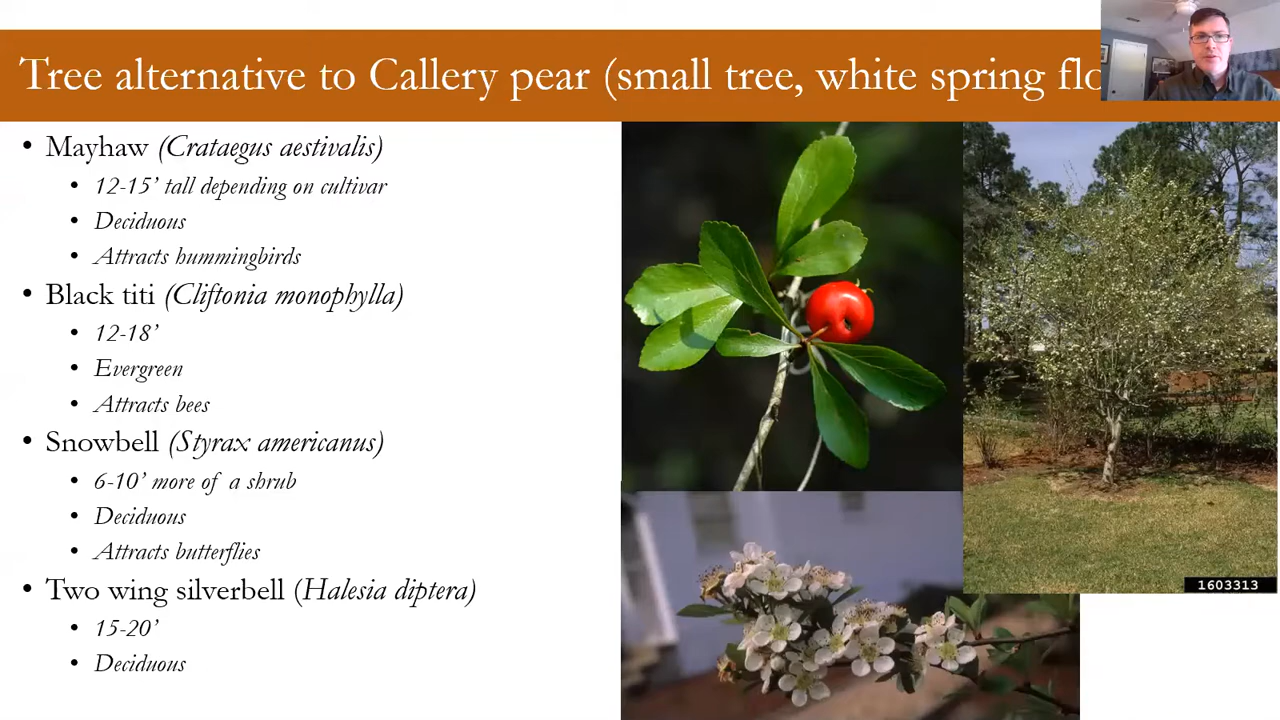 Tree alternative to Callery pear (small tree, white spring flo
• Mayhaw (Crataegus aestivalis)
• 12-15’ tall depending on cultivar
• Deciduous
• Attracts hummingbirds
• Black titi (Cliftonia monophylla)
• 12-18’
• Evergreen
• Attracts bees
• Snowbell (Styrax americanus)
• 6-10’ more of a shrub
• Deciduous
• Attracts butterflies
• Two wing silverbell (Halesia diptera)
• 15-20’
• Deciduous
1603313